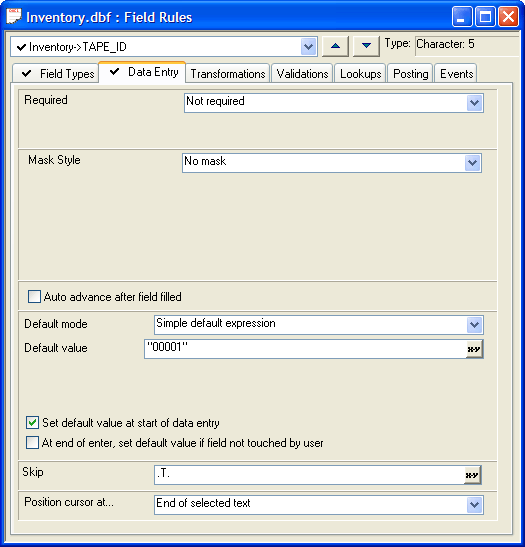 Inventory.dbf : Field Rules
Inventory->TAPE_ID
Type: Character: 5
Field Types Data Entry Transformations Validations Lookups Posting Events
Required Not required
Mask Style No mask
Auto advance after field filled
Default mode Simple default expression
Default value "00001" x-y
Set default value at start of data entry
At end of enter, set default value if field not touched by user
Skip .T. x-y
Position cursor at... End of selected text